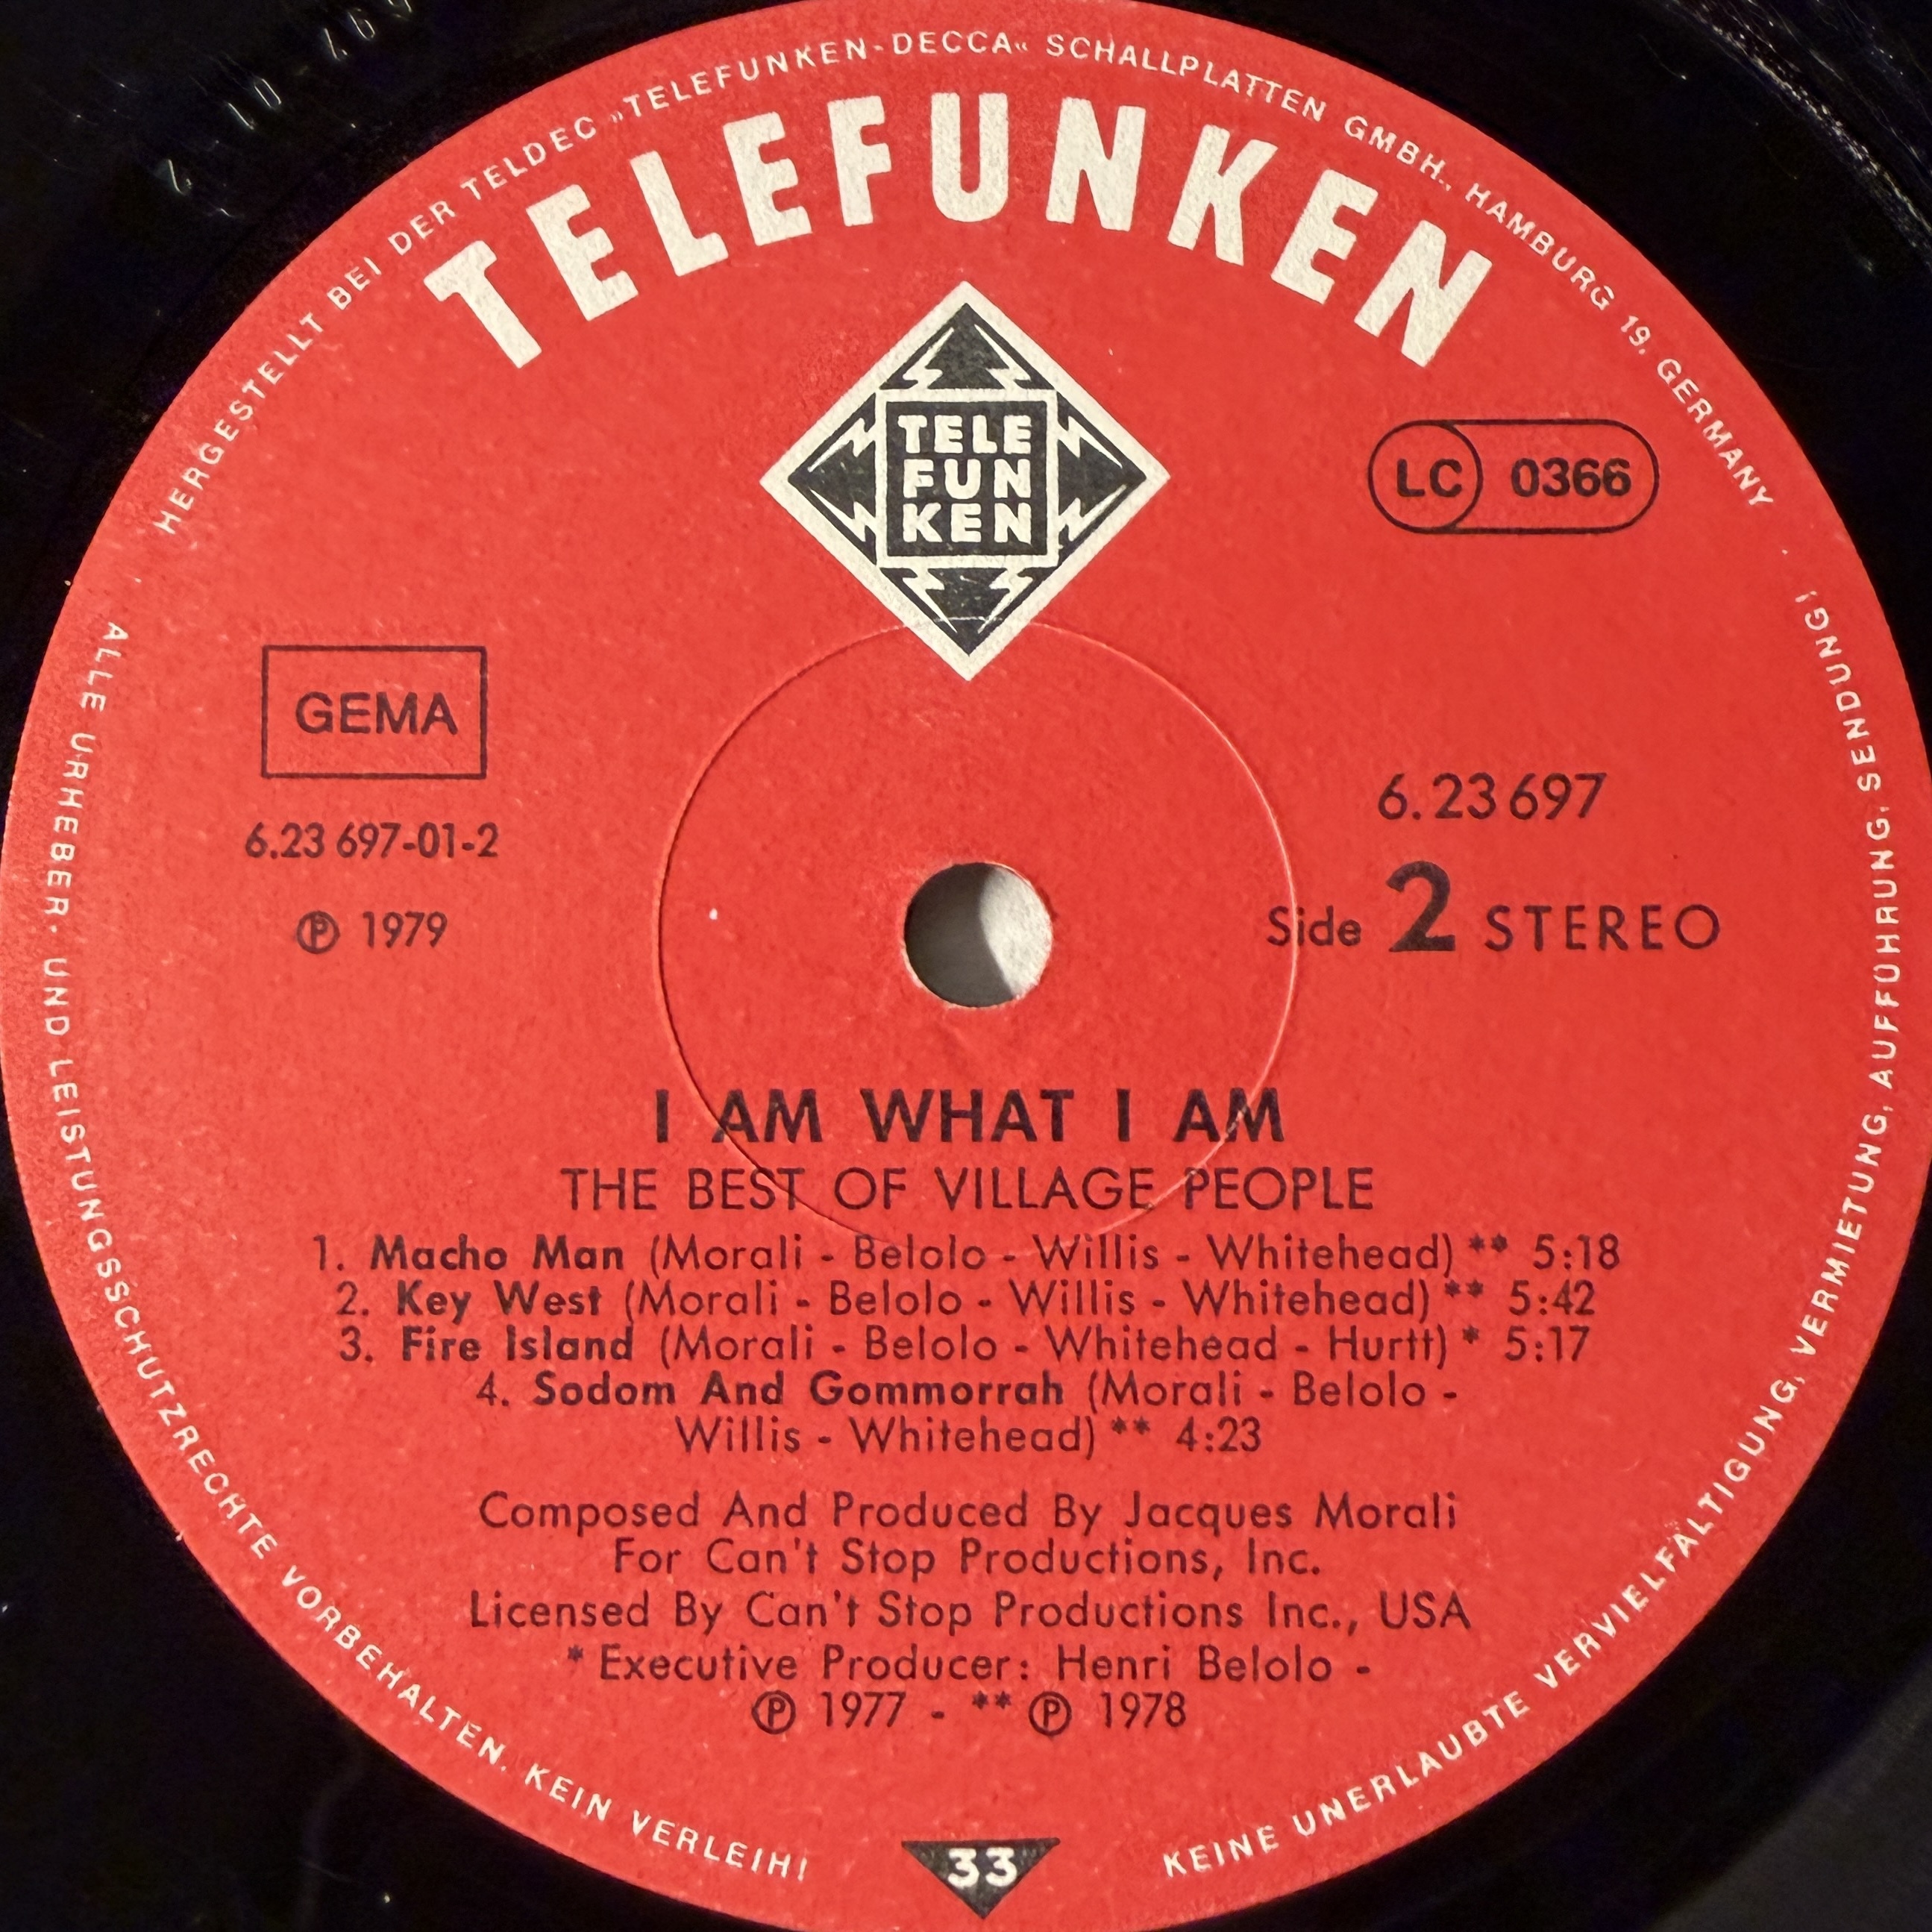 HERGESTELLT BEI DER TELDEC »TELEFUNKEN-DECCA« SCHALLPLATTEN GMBH., HAMBURG 19, GERMANY
TELEFUNKEN
TELE
FUN
KEN
LC 0366
GEMA
6.23 697
6.23 697-01-2
Side 2 STEREO
℗ 1979
I AM WHAT I AM
THE BEST OF VILLAGE PEOPLE
1. Macho Man (Morali - Belolo - Willis - Whitehead) ** 5:18
2. Key West (Morali - Belolo - Willis - Whitehead) ** 5:42
3. Fire Island (Morali - Belolo - Whitehead - Hurtt) * 5:17
4. Sodom And Gommorrah (Morali - Belolo -
Willis - Whitehead) ** 4:23
Composed And Produced By Jacques Morali
For Can't Stop Productions, Inc.
Licensed By Can't Stop Productions Inc., USA
* Executive Producer: Henri Belolo -
℗ 1977 - ** ℗ 1978
33
ALLE URHEBER- UND LEISTUNGSSCHUTZRECHTE VORBEHALTEN. KEIN VERLEIH!
KEINE UNERLAUBTE VERVIELFÄLTIGUNG, VERMIETUNG, AUFFÜHRUNG, SENDUNG!